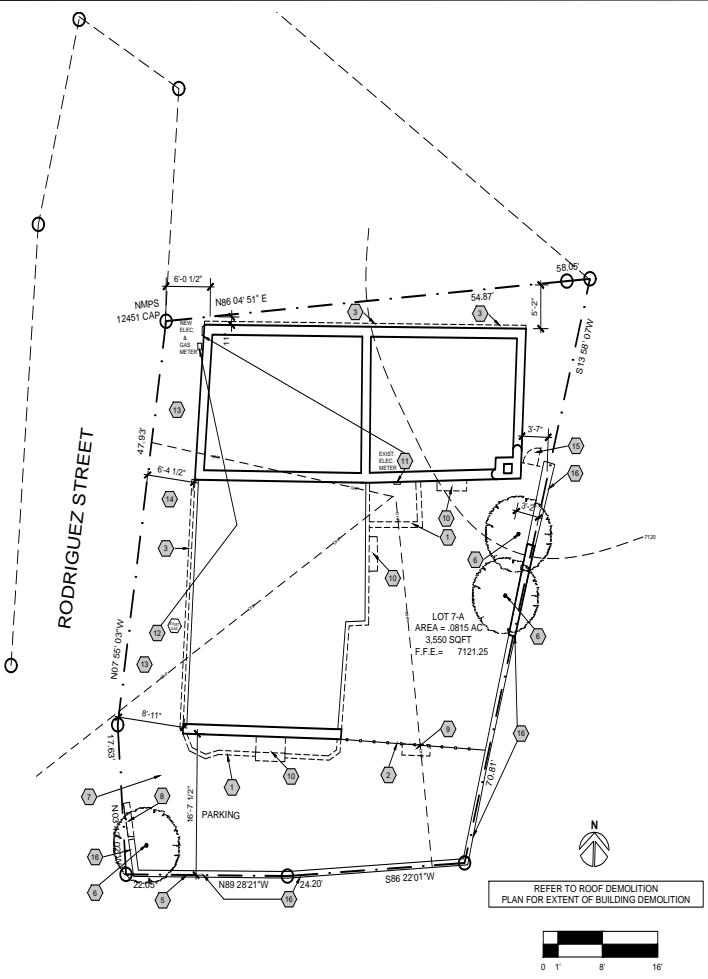 58.05'
6'-0 1/2"
N86 04' 51" E
54.87'
NMPS
12451 CAP
5'-2"
3
3
NEW
ELEC.
&
GAS
METER
11"
S13 58' 07W
13
47.93'
3'-7"
15
EXIST.
ELEC.
METER
11
16
6'-4 1/2"
14
10
3'-2"
RODRIGUEZ STREET
3
1
7120
6
10
LOT 7-A
AREA = .0815 AC
3,550 SQFT
F.F.E.= 7121.25
12
6
N07 55' 03"W
13
8'-11"
9
16
17.63'
2
70.81'
1
10
7
8
16'-7 1/2"
PARKING
16
6
22.05'
5
N89 28'21"W
16
24.20'
S86 22'01"W
N
REFER TO ROOF DEMOLITION
PLAN FOR EXTENT OF BUILDING DEMOLITION
0 1' 8' 16'